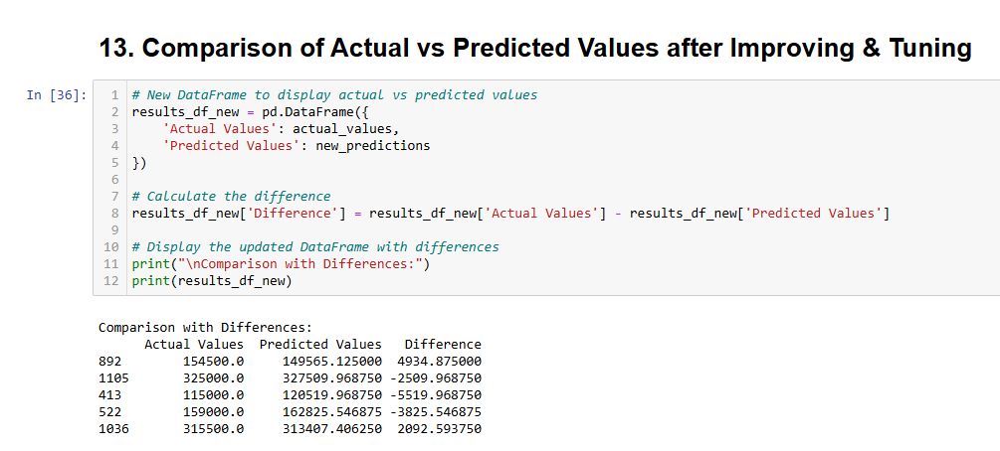 13. Comparison of Actual vs Predicted Values after Improving & Tuning
In [36]:
1 # New DataFrame to display actual vs predicted values
2 results_df_new = pd.DataFrame({
3     'Actual Values': actual_values,
4     'Predicted Values': new_predictions
5 })
6
7 # Calculate the difference
8 results_df_new['Difference'] = results_df_new['Actual Values'] - results_df_new['Predicted Values']
9
10 # Display the updated DataFrame with differences
11 print("\nComparison with Differences:")
12 print(results_df_new)
Comparison with Differences:
      Actual Values  Predicted Values   Difference
892        154500.0     149565.125000  4934.875000
1105       325000.0     327509.968750 -2509.968750
413        115000.0     120519.968750 -5519.968750
522        159000.0     162825.546875 -3825.546875
1036       315500.0     313407.406250  2092.593750